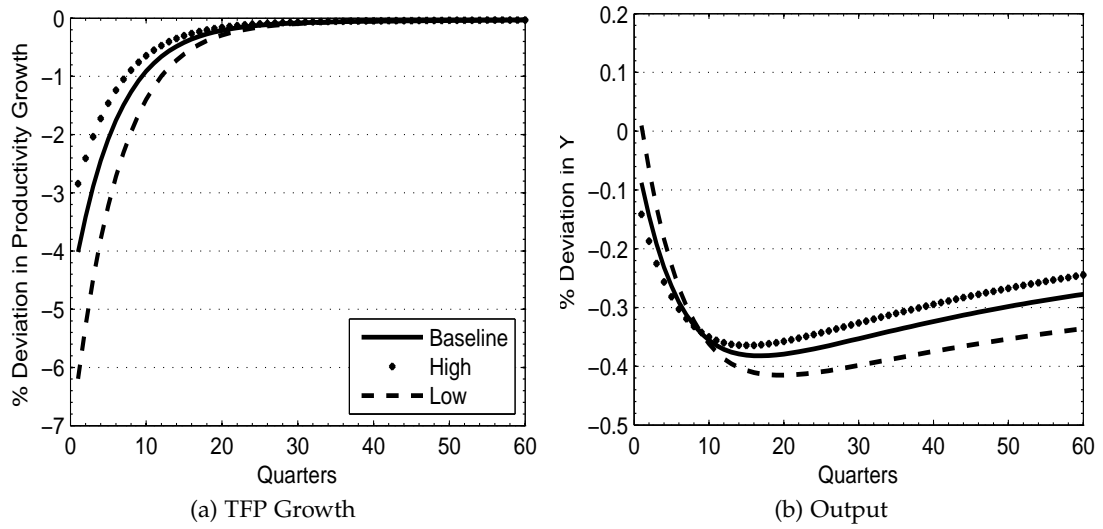 % Deviation in Productivity Growth
0
−1
−2
−3
−4
−5
−6
−7
0 10 20 30 40 50 60
Quarters
Baseline
High
Low
(a) TFP Growth
% Deviation in Y
0.2
0.1
0
−0.1
−0.2
−0.3
−0.4
−0.5
0 10 20 30 40 50 60
Quarters
(b) Output